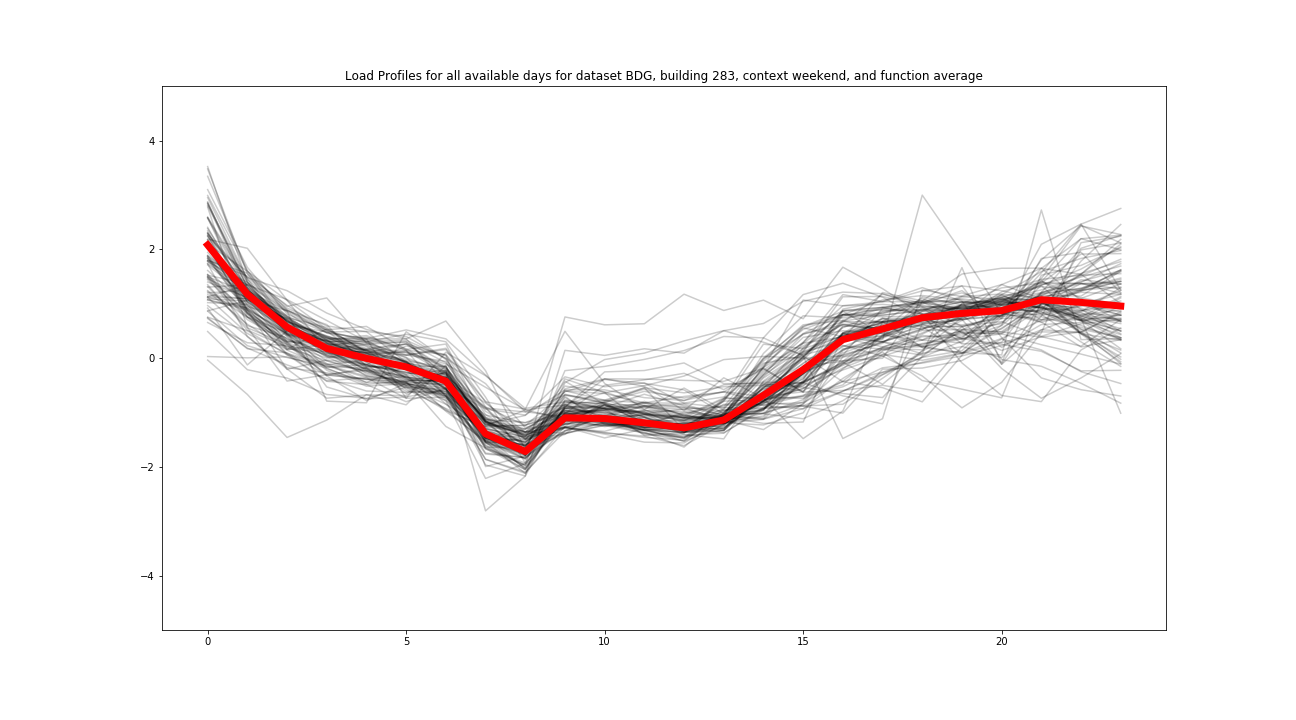 Load Profiles for all available days for dataset BDG, building 283, context weekend, and function average
4
2
0
−2
−4
0 5 10 15 20